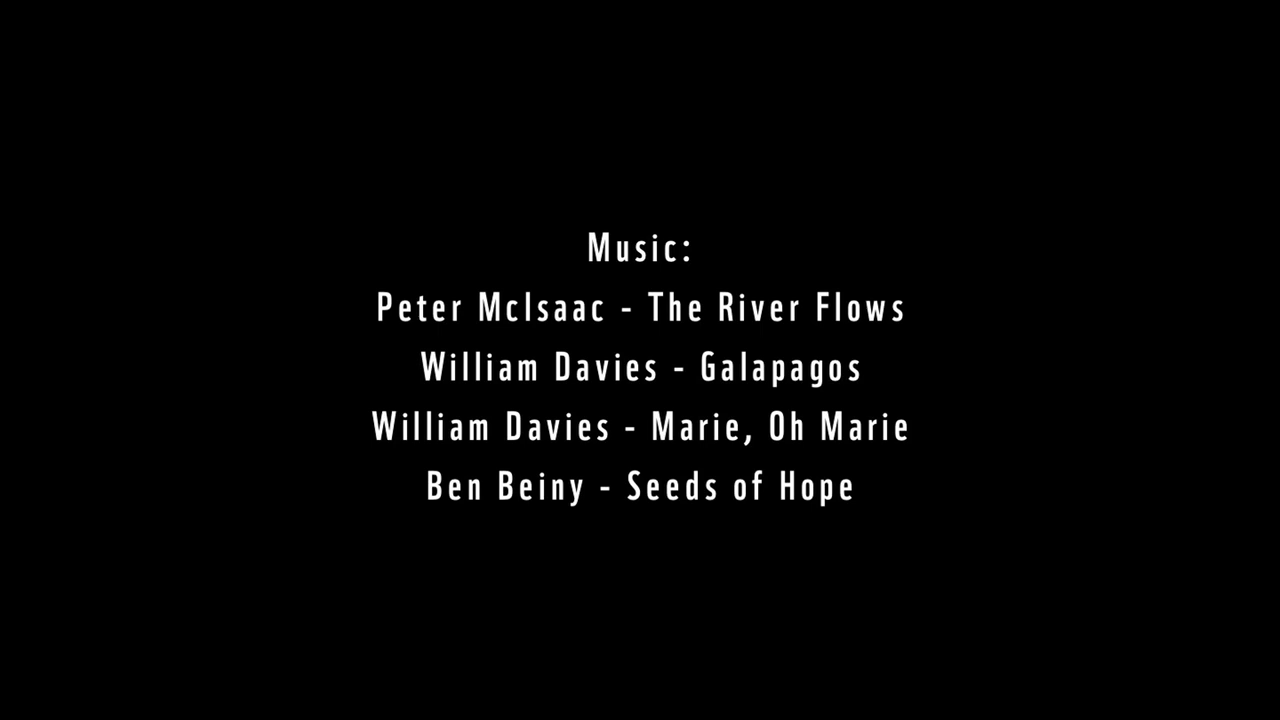 Music:
Peter McIsaac - The River Flows
William Davies - Galapagos
William Davies - Marie, Oh Marie
Ben Beiny - Seeds of Hope